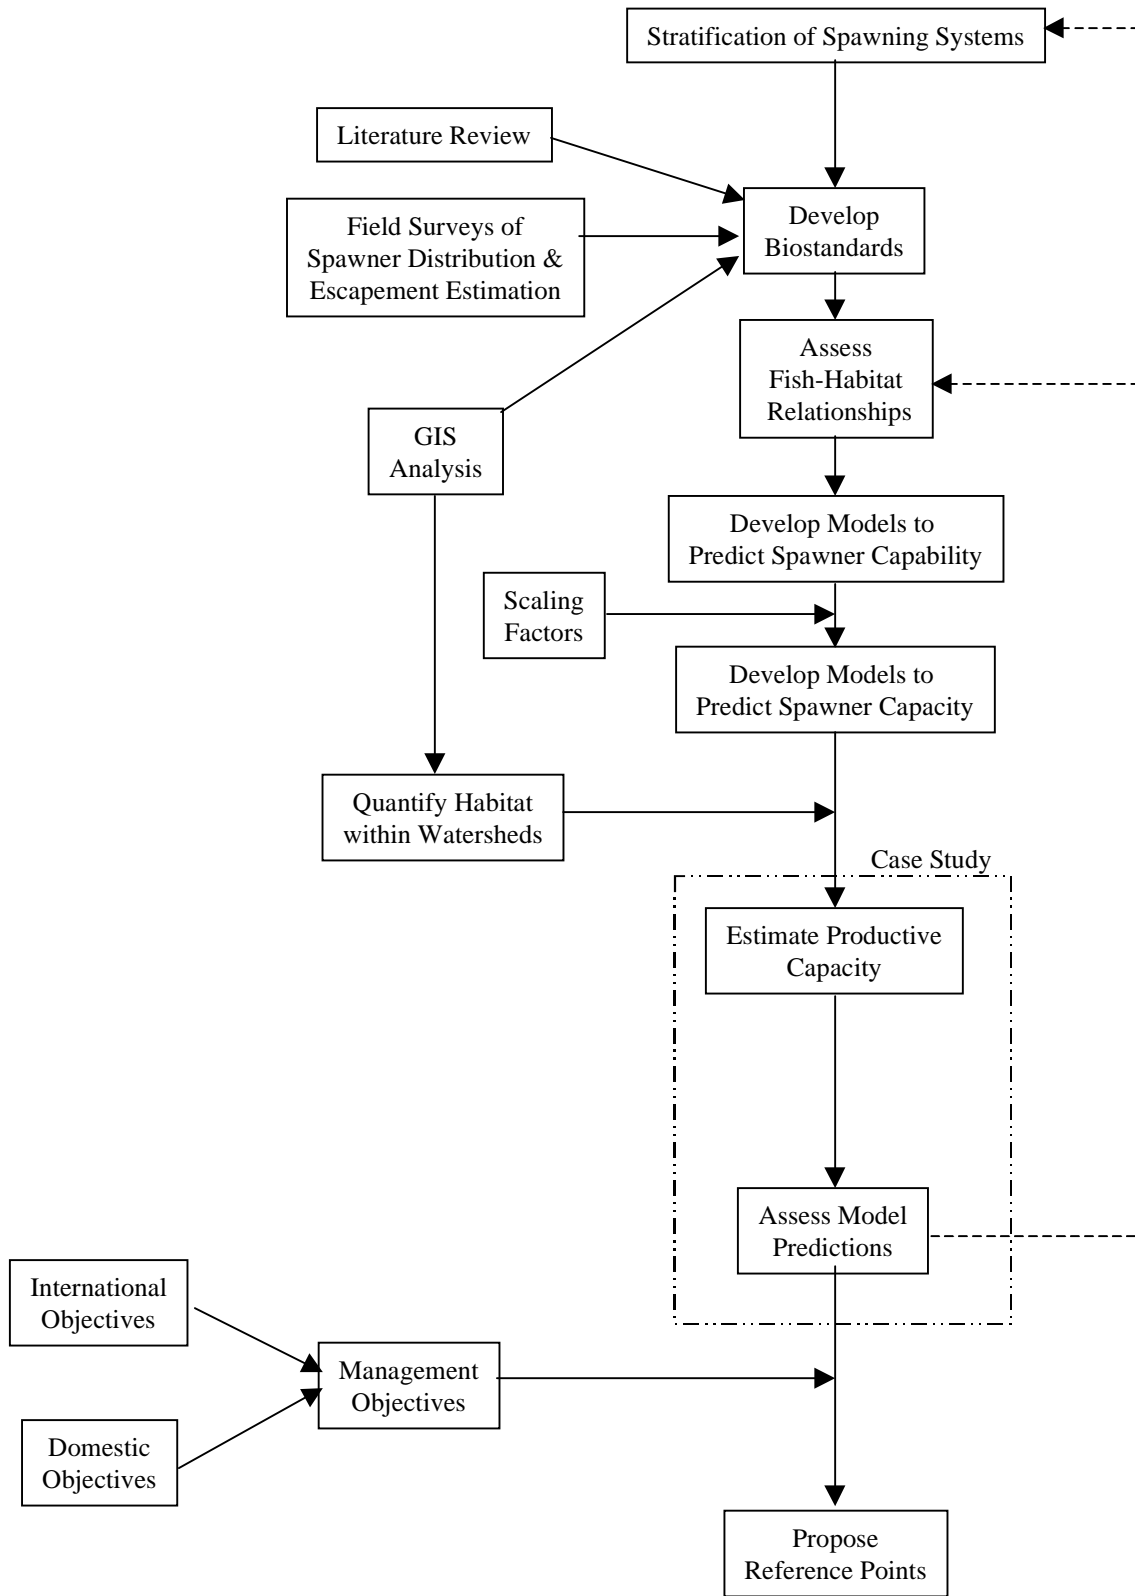 Stratification of Spawning Systems
Literature Review
Develop
Biostandards
Field Surveys of
Spawner Distribution &
Escapement Estimation
Assess
Fish-Habitat
Relationships
GIS
Analysis
Develop Models to
Predict Spawner Capability
Scaling
Factors
Develop Models to
Predict Spawner Capacity
Quantify Habitat
within Watersheds
Case Study
Estimate Productive
Capacity
Assess Model
Predictions
International
Objectives
Management
Objectives
Domestic
Objectives
Propose
Reference Points